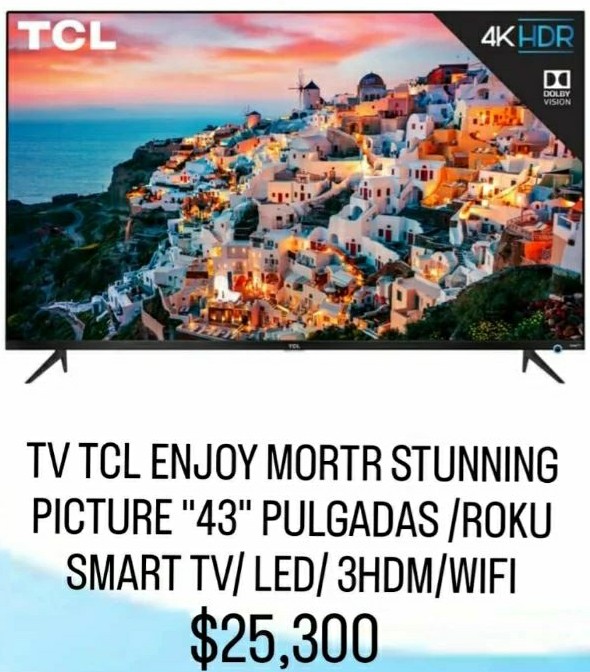 TCL
4K HDR
DOLBY
VISION
TCL
TV TCL ENJOY MORTR STUNNING
PICTURE "43" PULGADAS /ROKU
SMART TV/ LED/ 3HDM/WIFI
$25,300